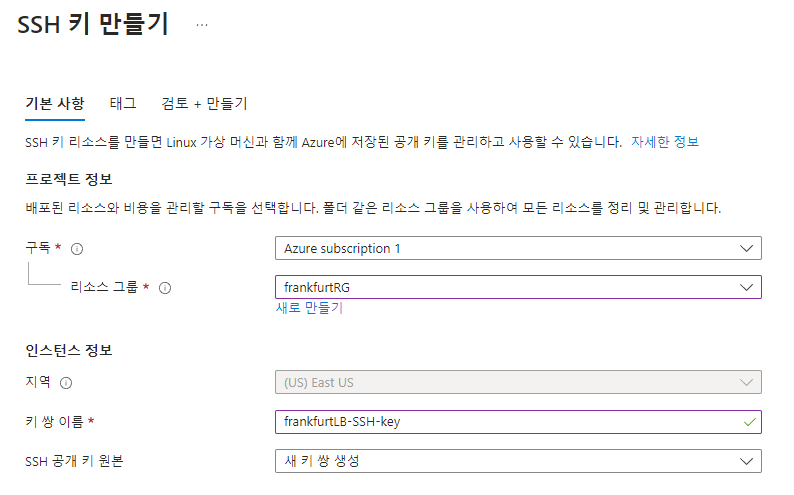 SSH 키 만들기 ...
기본 사항 태그 검토 + 만들기
SSH 키 리소스를 만들면 Linux 가상 머신과 함께 Azure에 저장된 공개 키를 관리하고 사용할 수 있습니다. 자세한 정보
프로젝트 정보
배포된 리소스와 비용을 관리할 구독을 선택합니다. 폴더 같은 리소스 그룹을 사용하여 모든 리소스를 정리 및 관리합니다.
구독 * Azure subscription 1
리소스 그룹 * frankfurtRG
새로 만들기
인스턴스 정보
지역 (US) East US
키 쌍 이름 * frankfurtLB-SSH-key
SSH 공개 키 원본 새 키 쌍 생성